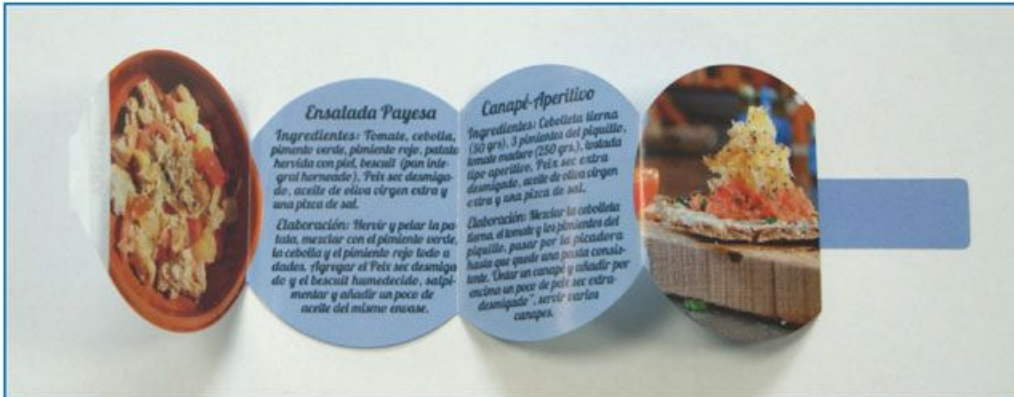 Ensalada Payesa
Ingredientes: Tomate, cebolla,
pimento verde, pimiento rojo, patata
hervida con piel, bescuit (pan inte-
gral horneado), Peix sec desmiga-
do, aceite de oliva virgen extra y
una pizca de sal.
Elaboración: Hervir y pelar la pa-
tata, mezclar con el pimiento verde,
la cebolla y el pimiento rojo todo a
dados. Agregar el Peix sec desmiga
do y el bescuit humedecido, salpi-
mentar y añadir un poco de
aceite del mismo envase.
Canapé-Aperitivo
Ingredientes: Cebolleta tierna
(50 grs), 3 pimientos del piquillo,
tomate maduro (250 grs.), tostada
tipo aperitivo, Peix sec extra
desmigado, aceite de oliva virgen
extra y una pizca de sal.
Elaboración: Mezclar la cebolleta
tierna, el tomate y los pimientos del
piquillo, pasar por la picadora
hasta que quede una pasta consis-
tente. Untar un canapé y añadir por
encima un poco de peix sec extra-
desmigado", servir varios
canapes.